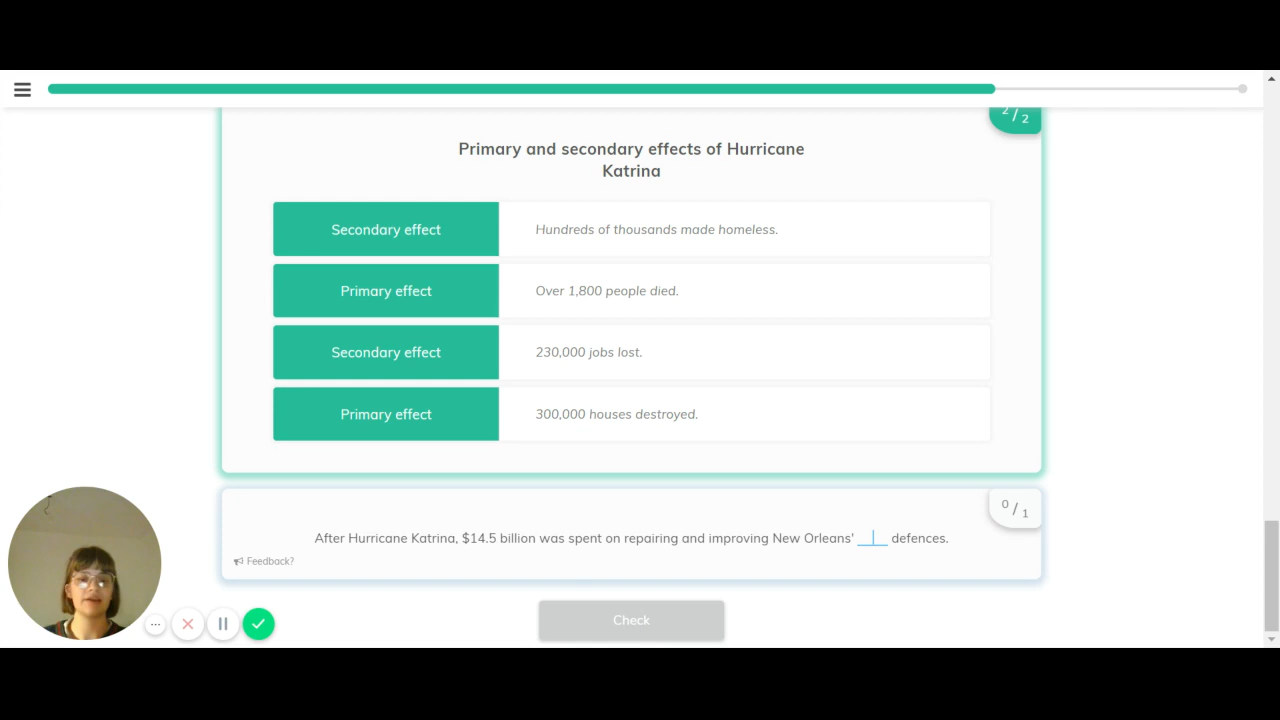 2 / 2
Primary and secondary effects of Hurricane
Katrina
Secondary effect Hundreds of thousands made homeless.
Primary effect Over 1,800 people died.
Secondary effect 230,000 jobs lost.
Primary effect 300,000 houses destroyed.
0 / 1
After Hurricane Katrina, $14.5 billion was spent on repairing and improving New Orleans' ___ defences.
Feedback?
Check